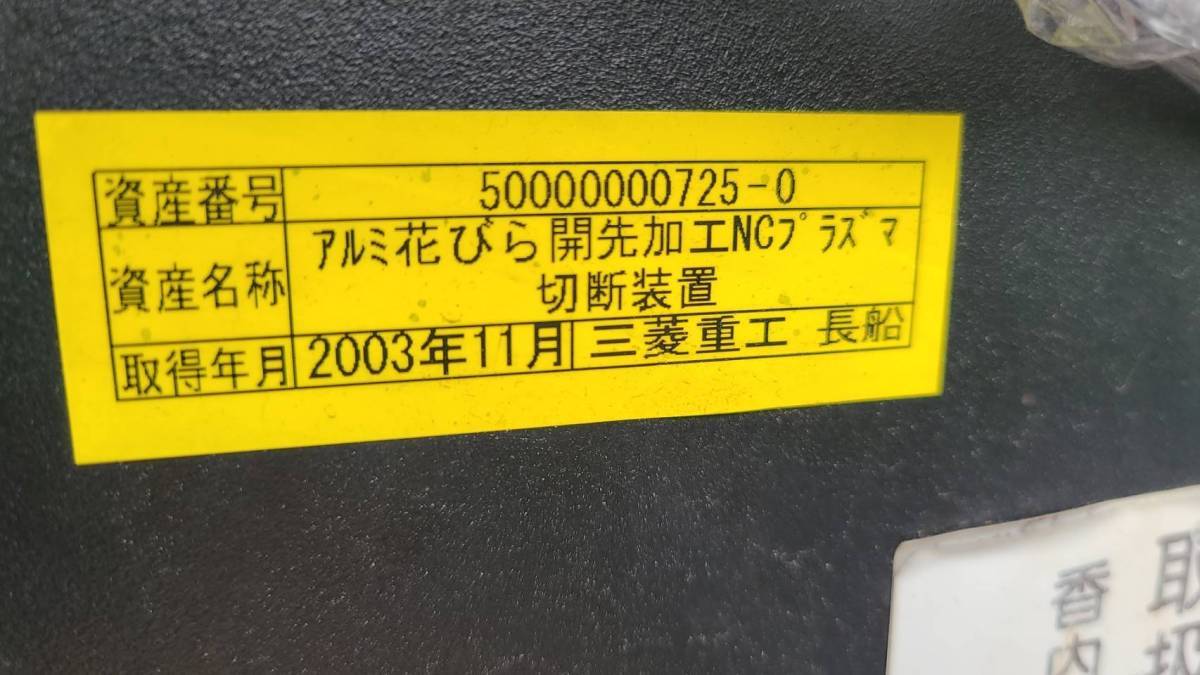 資産番号 50000000725-0
資産名称 ｱﾙﾐ花びら開先加工NCﾌﾟﾗｽﾞﾏ
切断装置
取得年月 2003年11月 三菱重工 長船
取
香